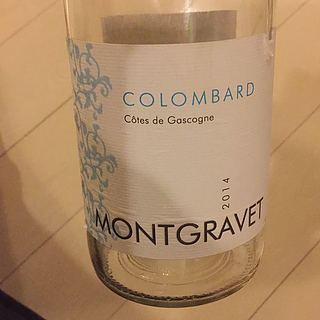 COLOMBARD
Côtes de Gascogne
2014
MONTGRAVET